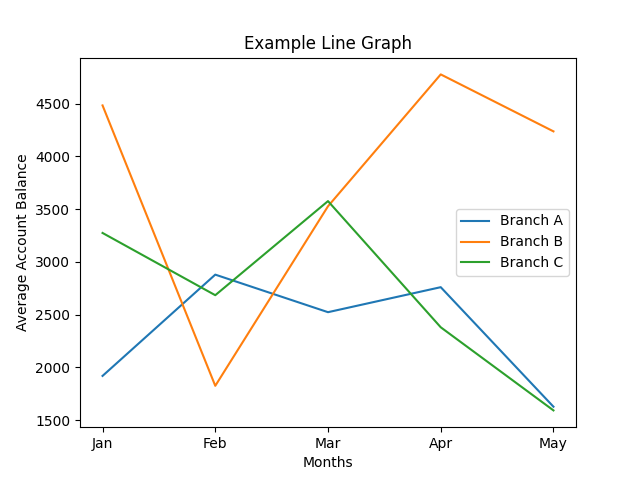 Example Line Graph
Average Account Balance
4500
4000
3500
3000
2500
2000
1500
Branch A
Branch B
Branch C
Jan Feb Mar Apr May
Months